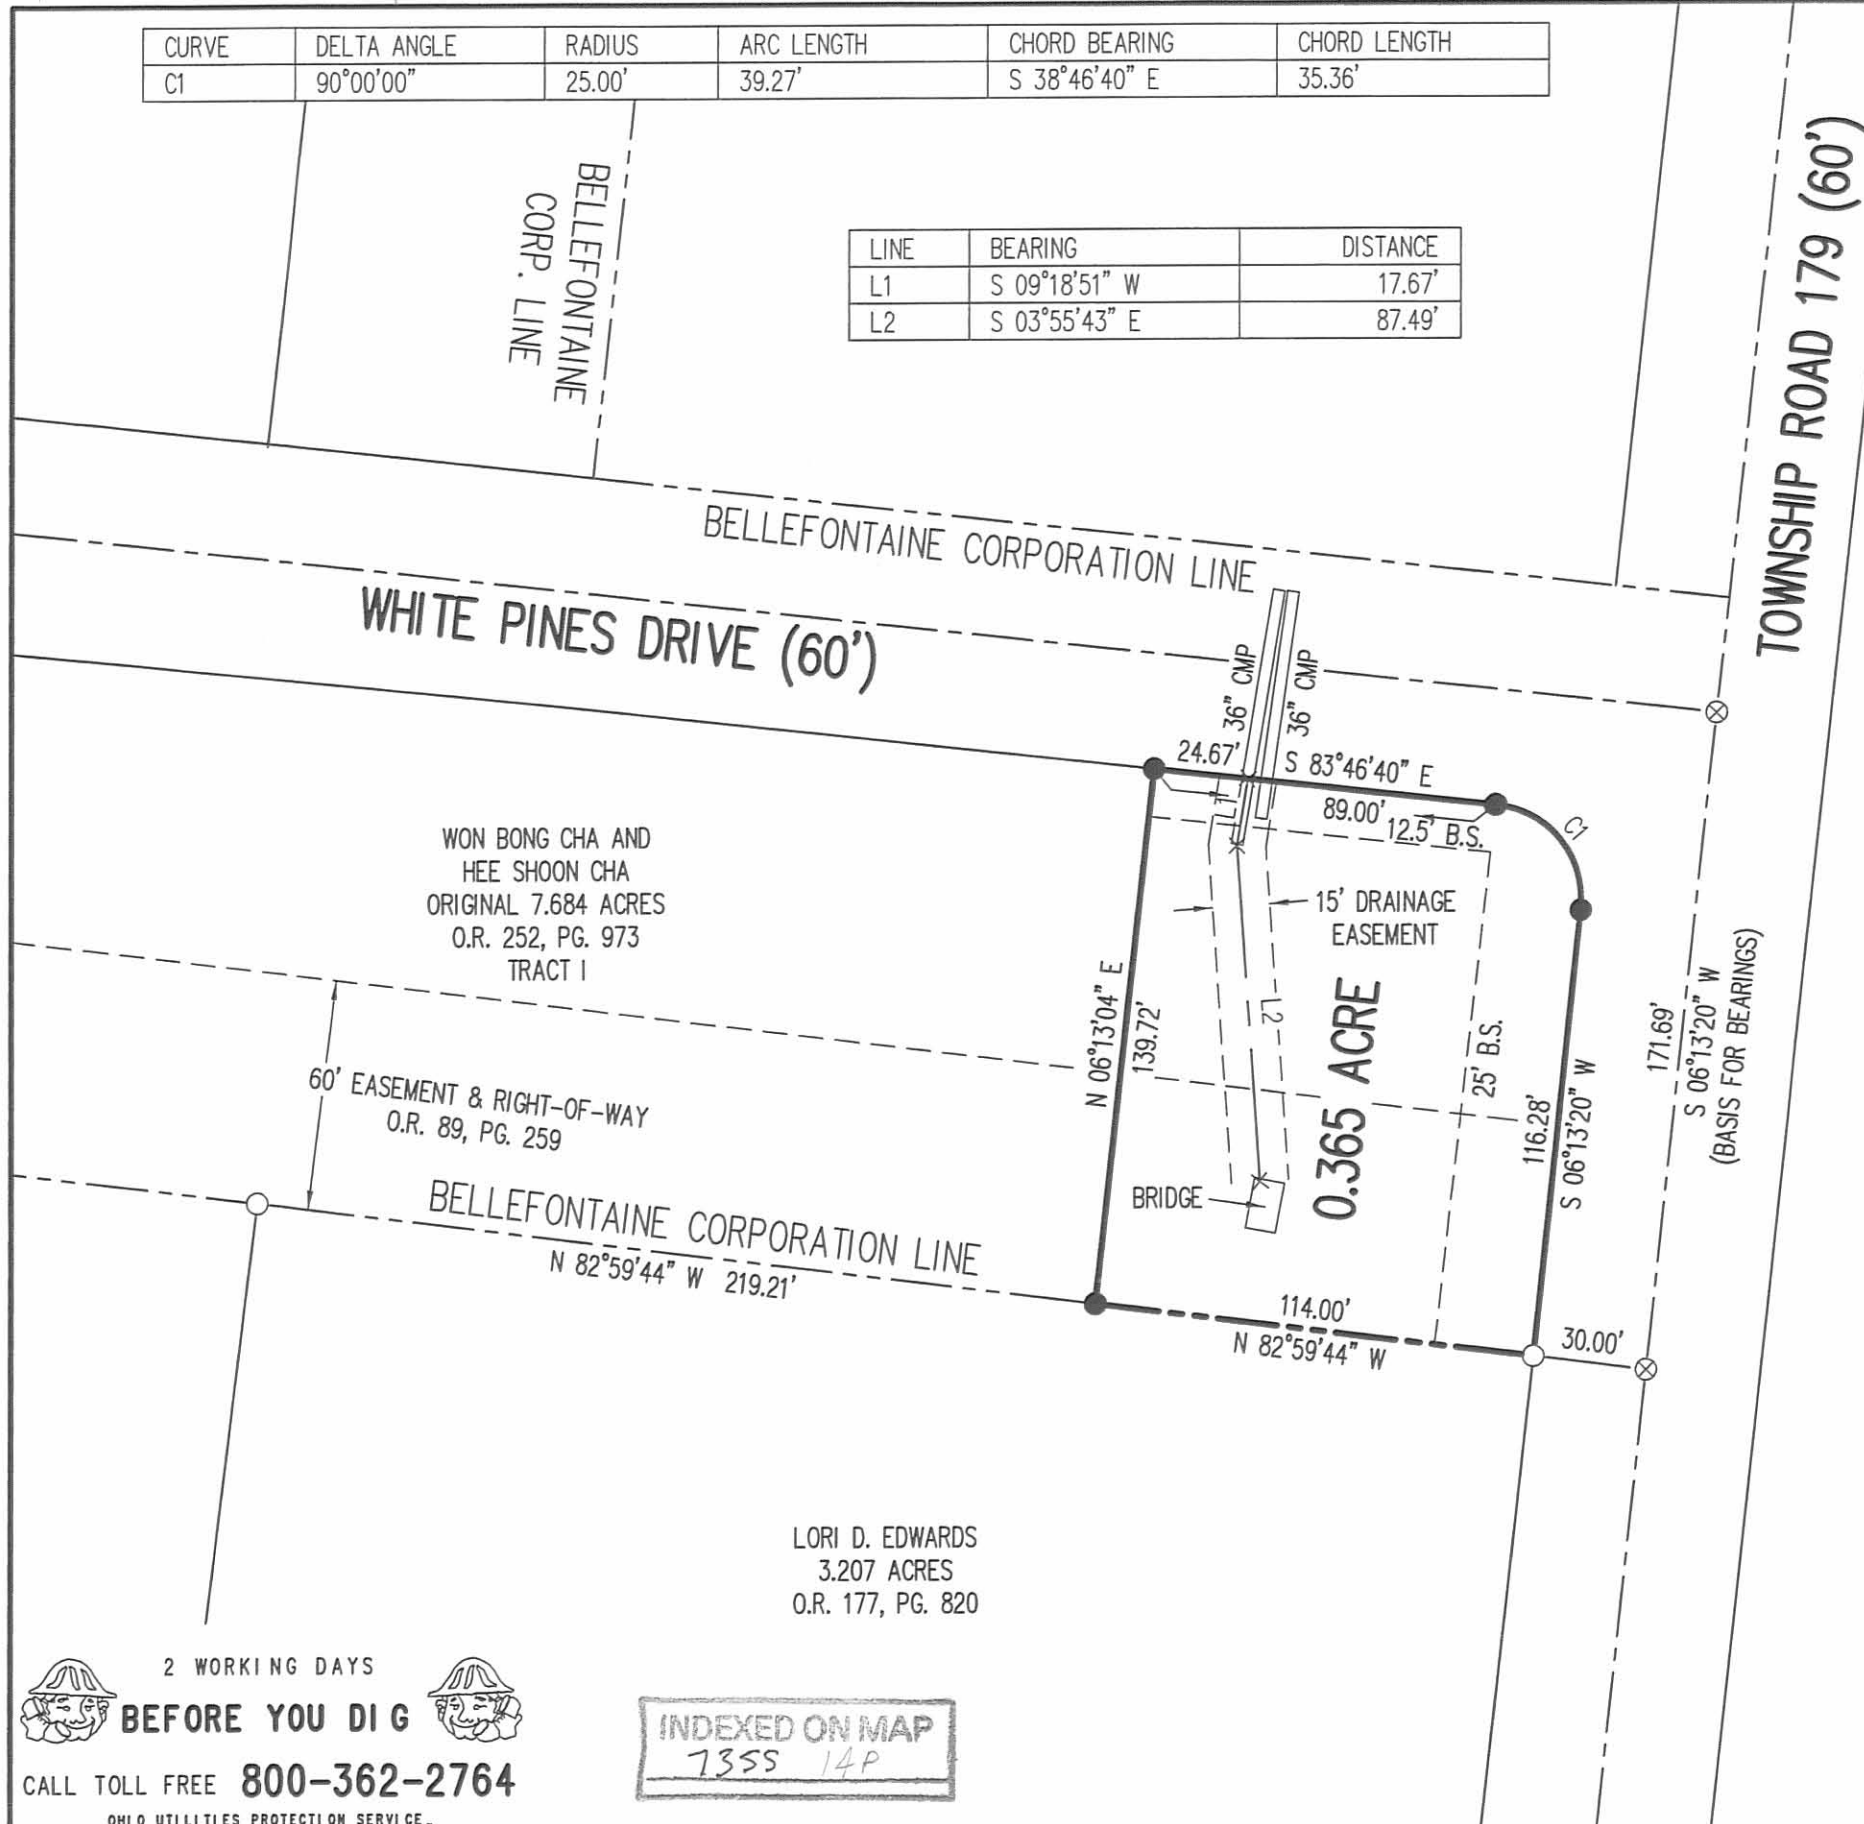 CURVE DELTA ANGLE RADIUS ARC LENGTH CHORD BEARING CHORD LENGTH
C1 90°00'00" 25.00' 39.27' S 38°46'40" E 35.36'
BELLEFONTAINE
CORP. LINE
LINE BEARING DISTANCE
L1 S 09°18'51" W 17.67'
L2 S 03°55'43" E 87.49'
TOWNSHIP ROAD 179 (60')
BELLEFONTAINE CORPORATION LINE
WHITE PINES DRIVE (60')
36" CMP
36" CMP
24.67'
S 83°46'40" E
89.00'
12.5' B.S.
C1
L1
WON BONG CHA AND
HEE SHOON CHA
ORIGINAL 7.684 ACRES
O.R. 252, PG. 973
TRACT I
15' DRAINAGE
EASEMENT
N 06°13'04" E
139.72'
L2
0.365 ACRE
25' B.S.
116.28'
S 06°13'20" W
171.69'
S 06°13'20" W
(BASIS FOR BEARINGS)
60' EASEMENT & RIGHT-OF-WAY
O.R. 89, PG. 259
BRIDGE
BELLEFONTAINE CORPORATION LINE
N 82°59'44" W 219.21'
114.00'
N 82°59'44" W
30.00'
LORI D. EDWARDS
3.207 ACRES
O.R. 177, PG. 820
2 WORKING DAYS
BEFORE YOU DIG
CALL TOLL FREE 800-362-2764
OHIO UTILITIES PROTECTION SERVICE
INDEXED ON MAP
7355 14P